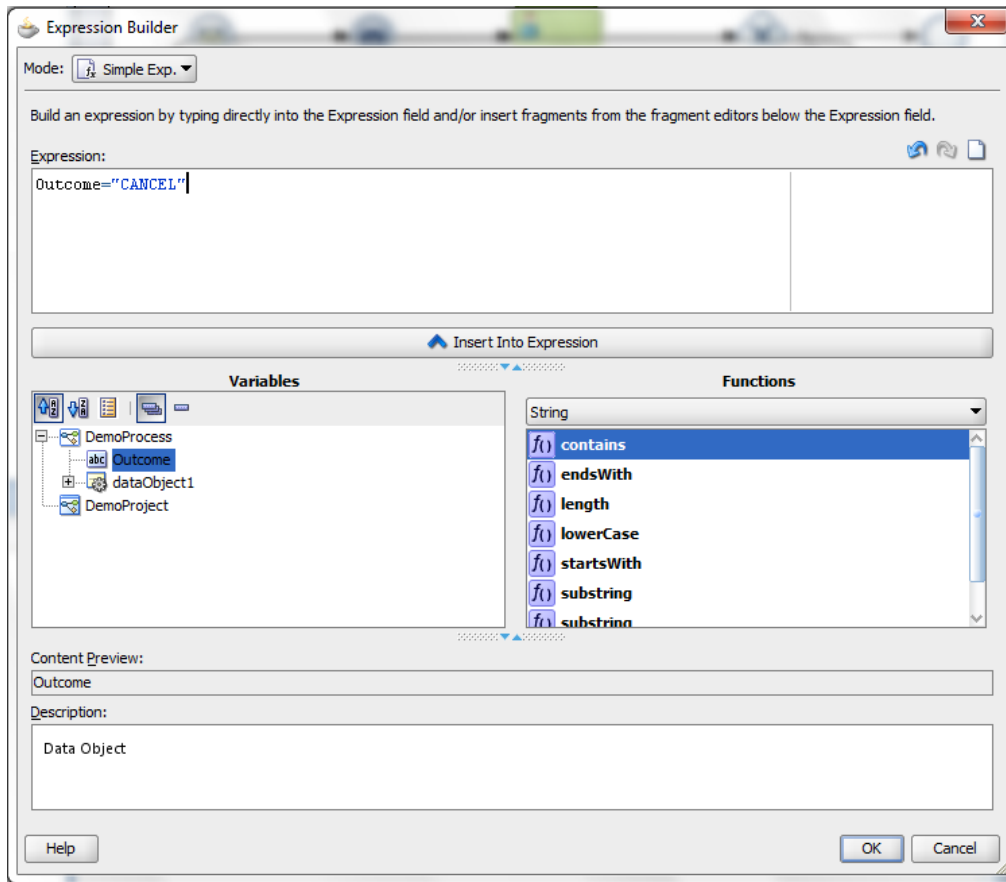 Expression Builder
Mode: fx Simple Exp.
Build an expression by typing directly into the Expression field and/or insert fragments from the fragment editors below the Expression field.
Expression:
Outcome="CANCEL"
Insert Into Expression
Variables
Functions
String
DemoProcess
abc Outcome
dataObject1
DemoProject
f() contains
f() endsWith
f() length
f() lowerCase
f() startsWith
f() substring
f() substring
Content Preview:
Outcome
Description:
Data Object
Help
OK
Cancel